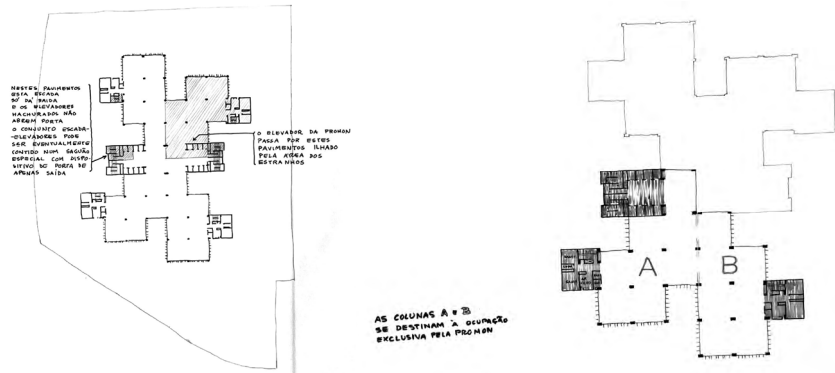 NESTES PAVIMENTOS
ESTA ESCADA
SÓ DÁ SAÍDA
E OS ELEVADORES
HACHURADOS NÃO
ABREM PORTA
O CONJUNTO ESCADA-
-ELEVADORES PODE
SER EVENTUALMENTE
CONTIDO NUM SAGUÃO
ESPECIAL COM DISPO-
SITIVO DE PORTA DE
APENAS SAÍDA
O ELEVADOR DA PROMON
PASSA POR ESTES
PAVIMENTOS ILHADO
PELA AREA DOS
ESTRANHOS
A
B
AS COLUNAS A e B
SE DESTINAM À OCUPAÇÃO
EXCLUSIVA PELA PROMON